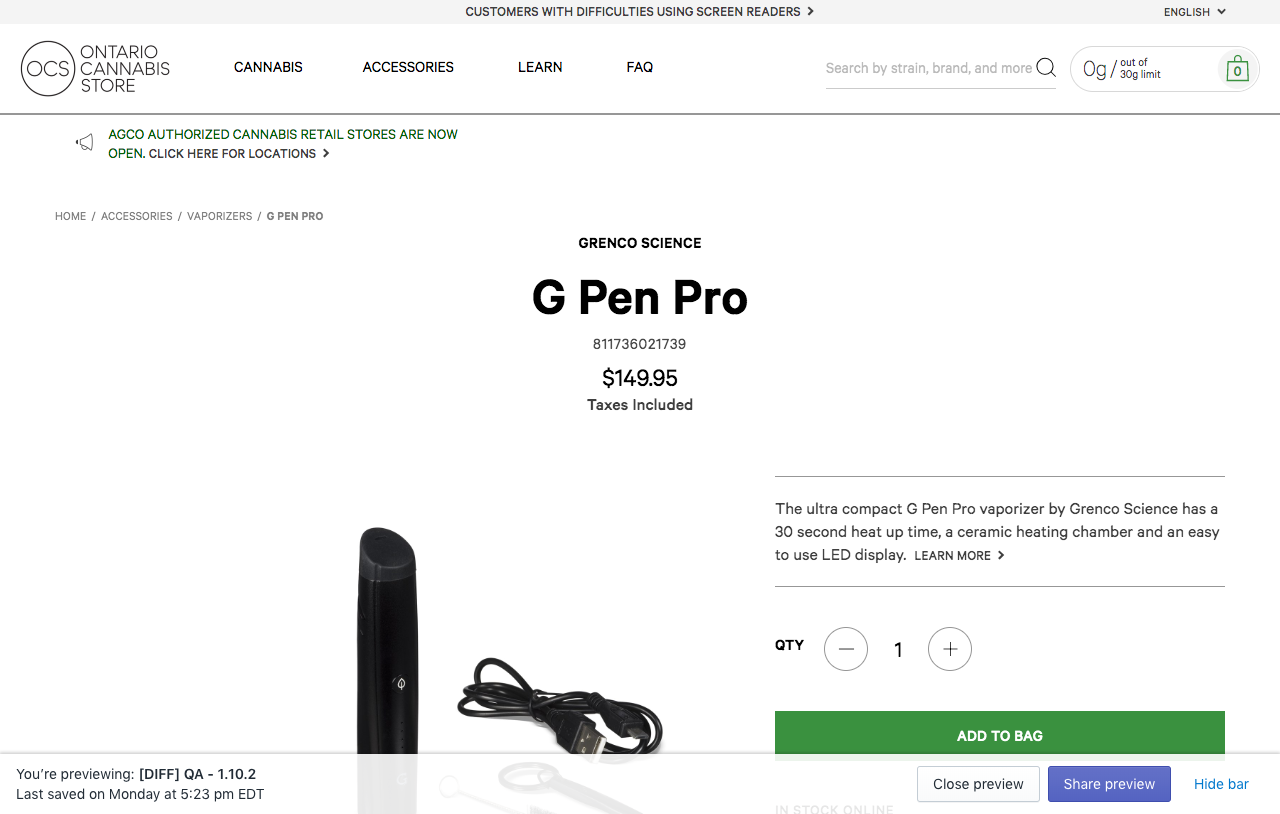 CUSTOMERS WITH DIFFICULTIES USING SCREEN READERS
ENGLISH
OCS
ONTARIO
CANNABIS
STORE
CANNABIS
ACCESSORIES
LEARN
FAQ
Search by strain, brand, and more
0g / out of
30g limit
0
AGCO AUTHORIZED CANNABIS RETAIL STORES ARE NOW
OPEN. CLICK HERE FOR LOCATIONS
HOME / ACCESSORIES / VAPORIZERS / G PEN PRO
GRENCO SCIENCE
G Pen Pro
811736021739
$149.95
Taxes Included
The ultra compact G Pen Pro vaporizer by Grenco Science has a
30 second heat up time, a ceramic heating chamber and an easy
to use LED display. LEARN MORE
QTY
1
ADD TO BAG
IN STOCK ONLINE
You're previewing: [DIFF] QA - 1.10.2
Last saved on Monday at 5:23 pm EDT
Close preview
Share preview
Hide bar